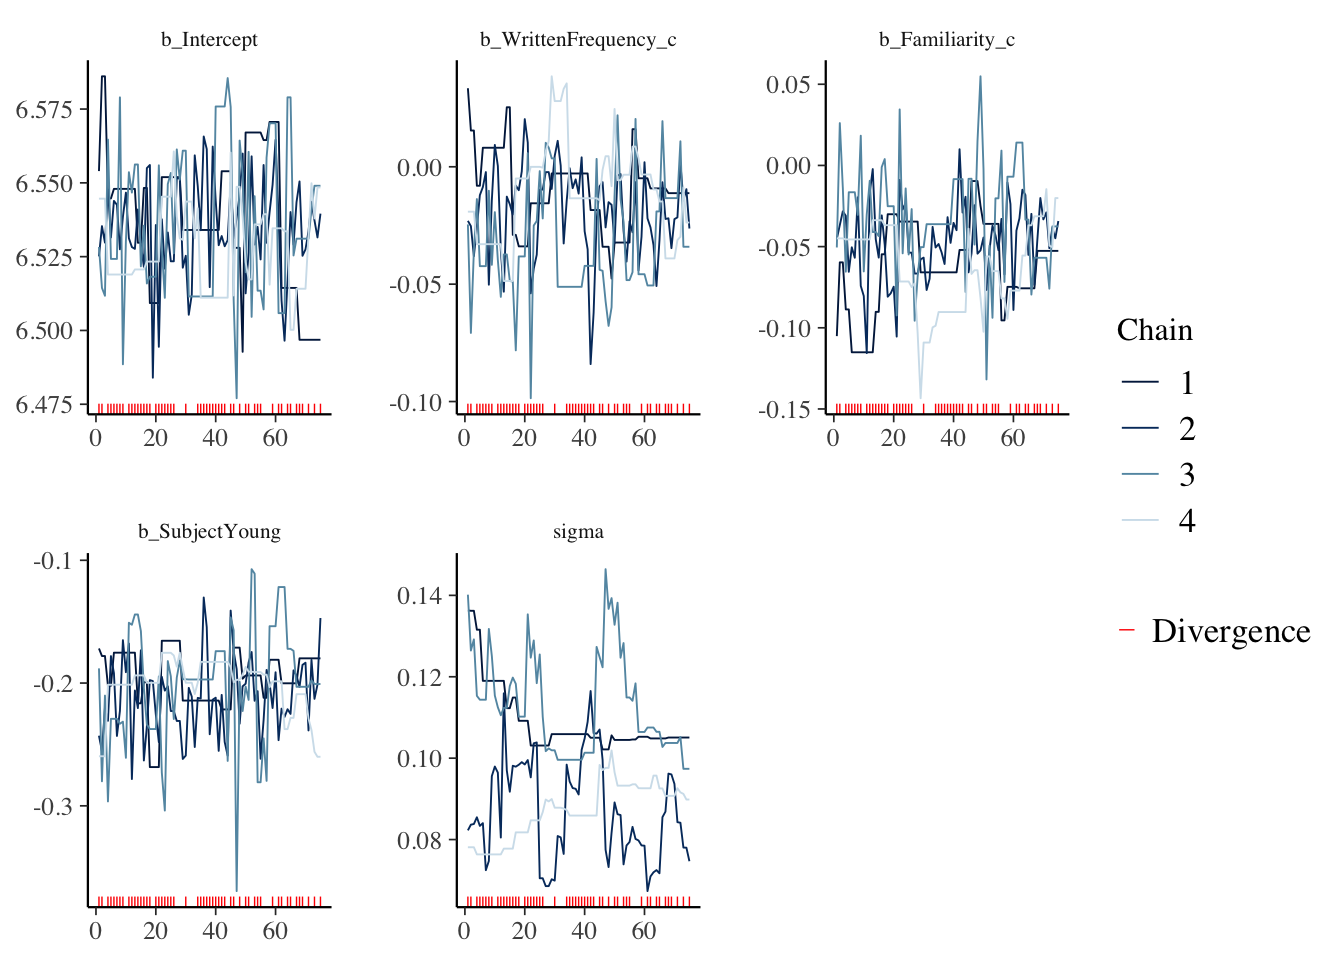 b_Intercept
6.575
6.550
6.525
6.500
6.475
0 20 40 60
b_WrittenFrequency_c
0.00
-0.05
-0.10
0 20 40 60
b_Familiarity_c
0.05
0.00
-0.05
-0.10
-0.15
0 20 40 60
b_SubjectYoung
-0.1
-0.2
-0.3
0 20 40 60
sigma
0.14
0.12
0.10
0.08
0 20 40 60
Chain
1
2
3
4
Divergence